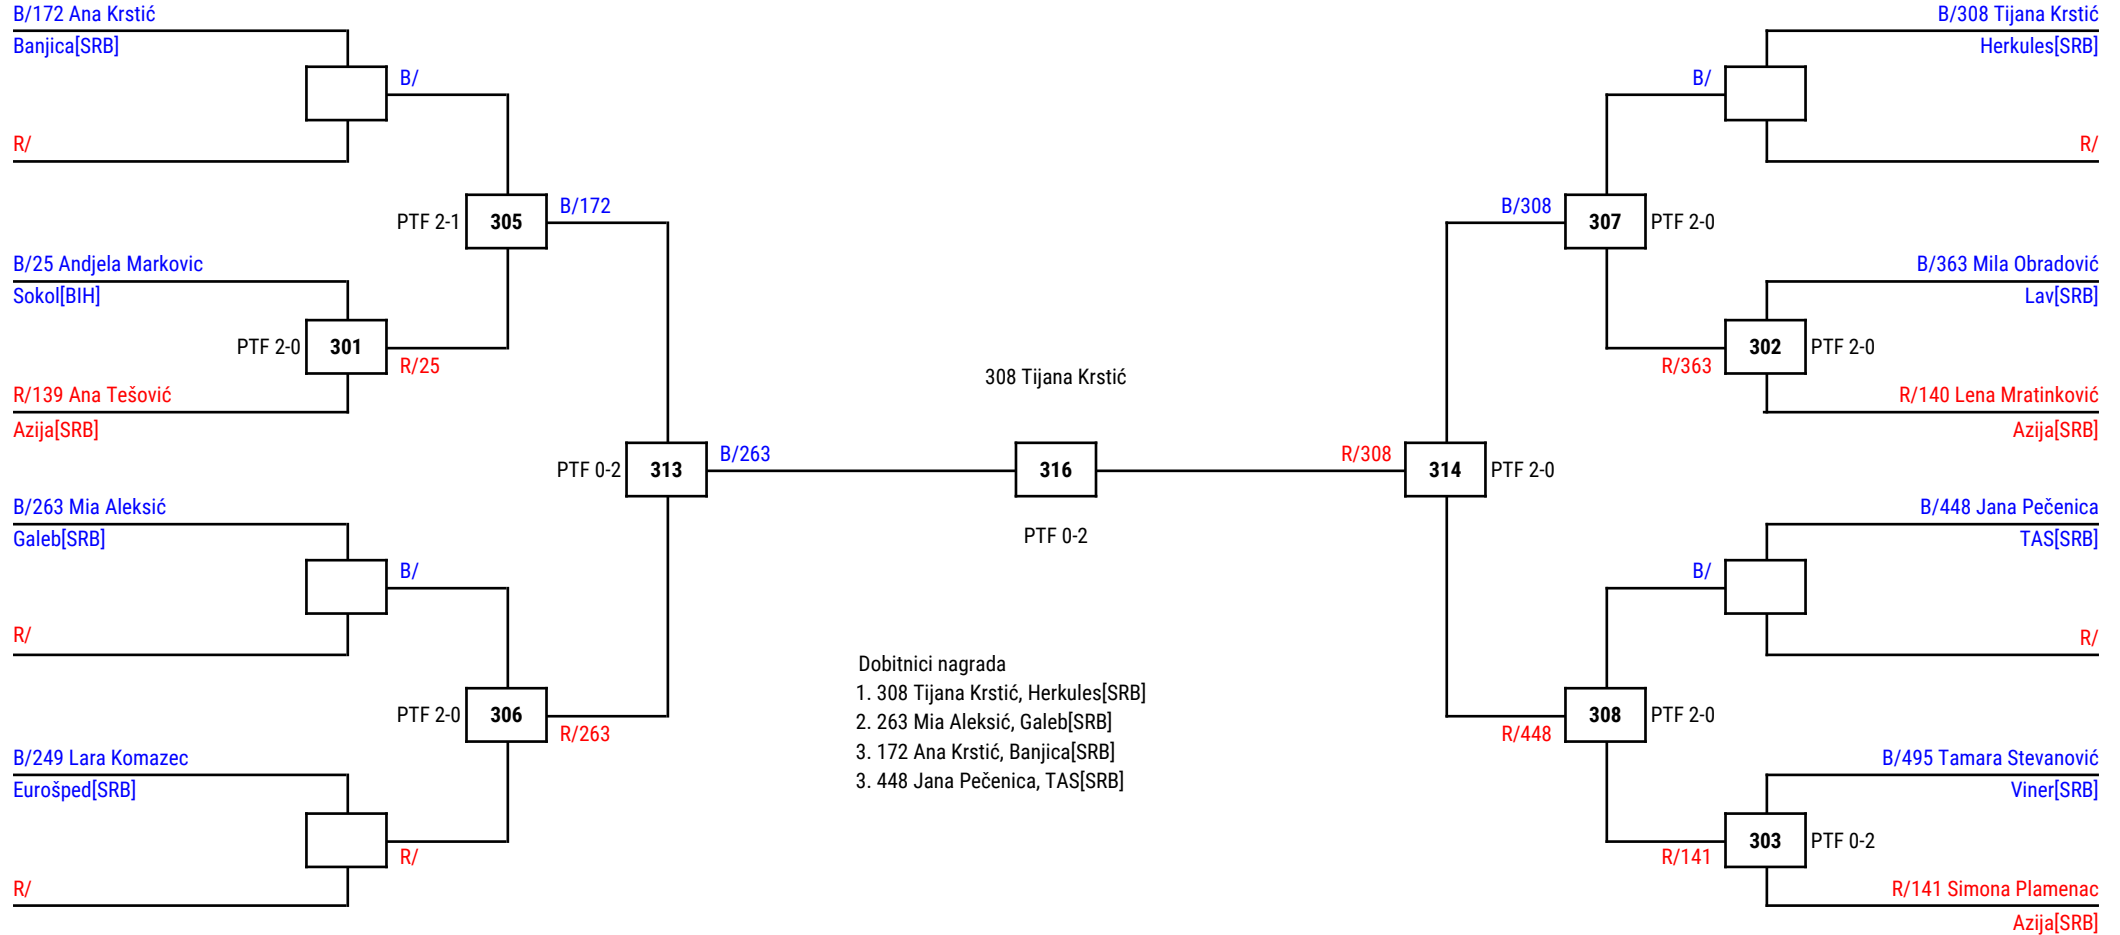 B/172 Ana Krstić
Banjica[SRB]
B/
R/
PTF 2-1
305
B/172
B/25 Andjela Markovic
Sokol[BIH]
PTF 2-0
301
R/25
R/139 Ana Tešović
Azija[SRB]
PTF 0-2
313
B/263
B/263 Mia Aleksić
Galeb[SRB]
B/
R/
PTF 2-0
306
R/263
B/249 Lara Komazec
Eurošped[SRB]
R/
R/
308 Tijana Krstić
316
PTF 0-2
Dobitnici nagrada
1. 308 Tijana Krstić, Herkules[SRB]
2. 263 Mia Aleksić, Galeb[SRB]
3. 172 Ana Krstić, Banjica[SRB]
3. 448 Jana Pečenica, TAS[SRB]
B/308 Tijana Krstić
Herkules[SRB]
B/
R/
B/308
307
PTF 2-0
B/363 Mila Obradović
Lav[SRB]
302
PTF 2-0
R/363
R/140 Lena Mratinković
Azija[SRB]
R/308
314
PTF 2-0
B/448 Jana Pečenica
TAS[SRB]
B/
R/
308
PTF 2-0
R/448
B/495 Tamara Stevanović
Viner[SRB]
303
PTF 0-2
R/141
R/141 Simona Plamenac
Azija[SRB]